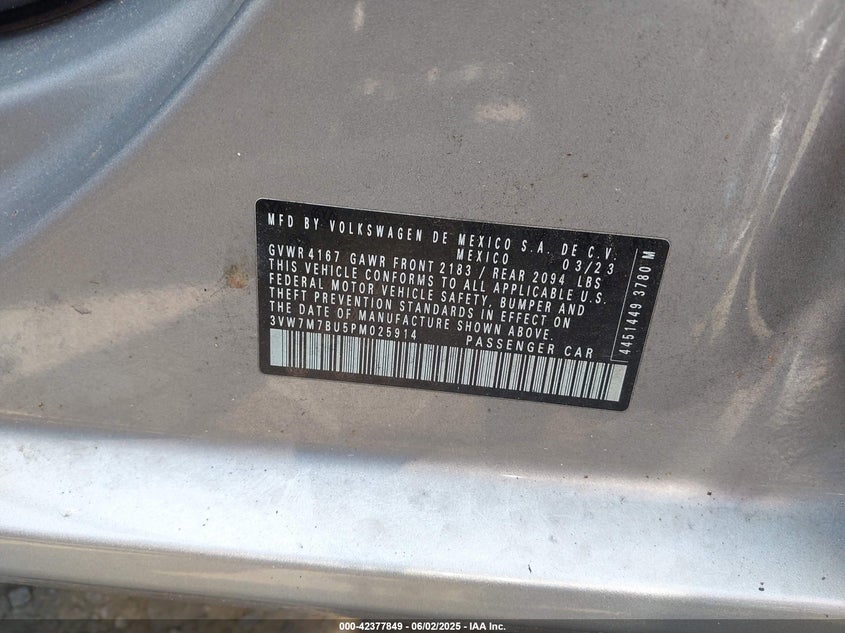 MFD BY VOLKSWAGEN DE MEXICO S.A. DE C.V.
MEXICO 03/23
GVWR 4167 GAWR FRONT 2183 / REAR 2094 LBS
THIS VEHICLE CONFORMS TO ALL APPLICABLE U.S.
FEDERAL MOTOR VEHICLE SAFETY, BUMPER AND
THEFT PREVENTION STANDARDS IN EFFECT ON
THE DATE OF MANUFACTURE SHOWN ABOVE.
3VW7M7BU5PM025914 PASSENGER CAR
4451449 3780 M
000-42377849 - 06/02/2025 - IAA Inc.